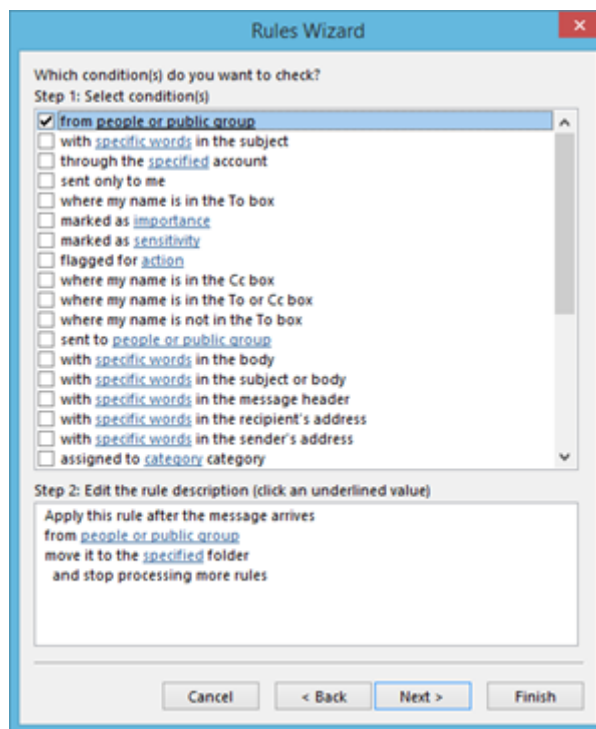 Rules Wizard
Which condition(s) do you want to check?
Step 1: Select condition(s)
from people or public group
with specific words in the subject
through the specified account
sent only to me
where my name is in the To box
marked as importance
marked as sensitivity
flagged for action
where my name is in the Cc box
where my name is in the To or Cc box
where my name is not in the To box
sent to people or public group
with specific words in the body
with specific words in the subject or body
with specific words in the message header
with specific words in the recipient's address
with specific words in the sender's address
assigned to category category
Step 2: Edit the rule description (click an underlined value)
Apply this rule after the message arrives
from people or public group
move it to the specified folder
and stop processing more rules
Cancel < Back Next > Finish